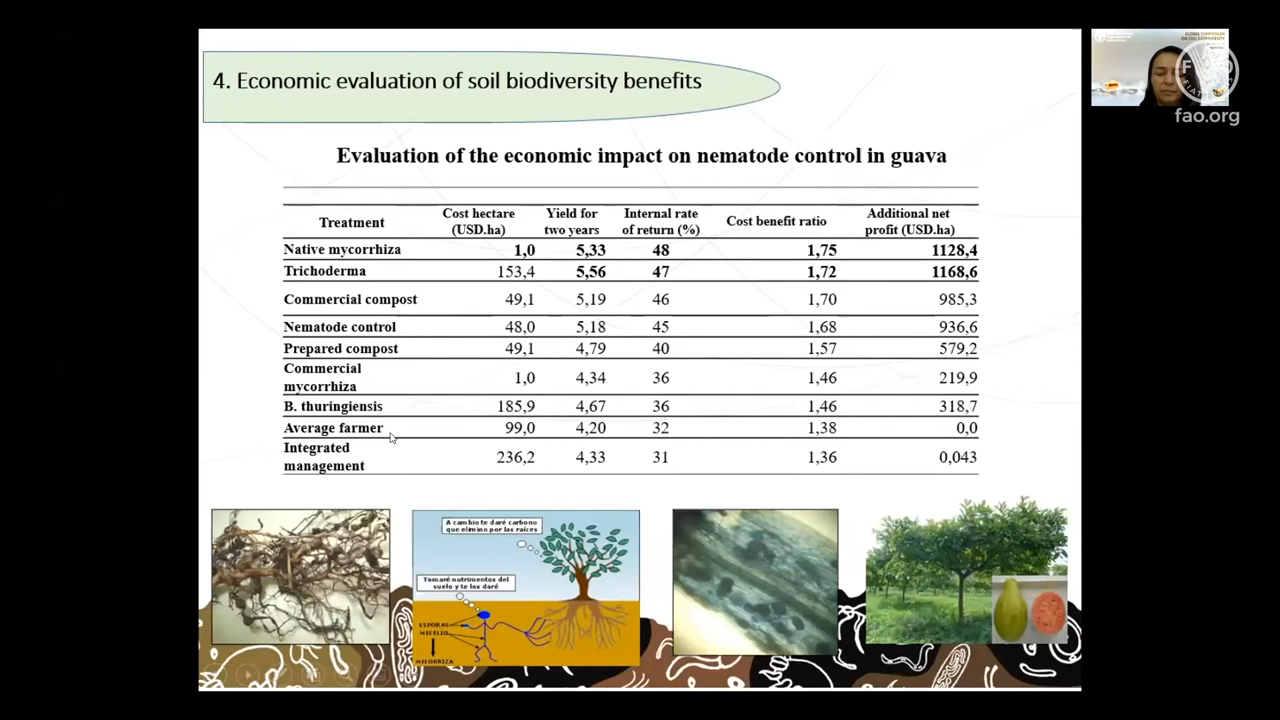 4. Economic evaluation of soil biodiversity benefits
GLOBAL SYMPOSIUM
ON SOIL BIODIVERSITY
fao.org
Evaluation of the economic impact on nematode control in guava
Treatment Cost hectare (USD.ha) Yield for two years Internal rate of return (%) Cost benefit ratio Additional net profit (USD.ha)
Native mycorrhiza 1,0 5,33 48 1,75 1128,4
Trichoderma 153,4 5,56 47 1,72 1168,6
Commercial compost 49,1 5,19 46 1,70 985,3
Nematode control 48,0 5,18 45 1,68 936,6
Prepared compost 49,1 4,79 40 1,57 579,2
Commercial mycorrhiza 1,0 4,34 36 1,46 219,9
B. thuringiensis 185,9 4,67 36 1,46 318,7
Average farmer 99,0 4,20 32 1,38 0,0
Integrated management 236,2 4,33 31 1,36 0,043
A cambio te daré carbono
que elimino por las raíces
Tomaré nutrimentos del
suelo y te los daré
ESPORAS
MICELIO
MICORRIZA